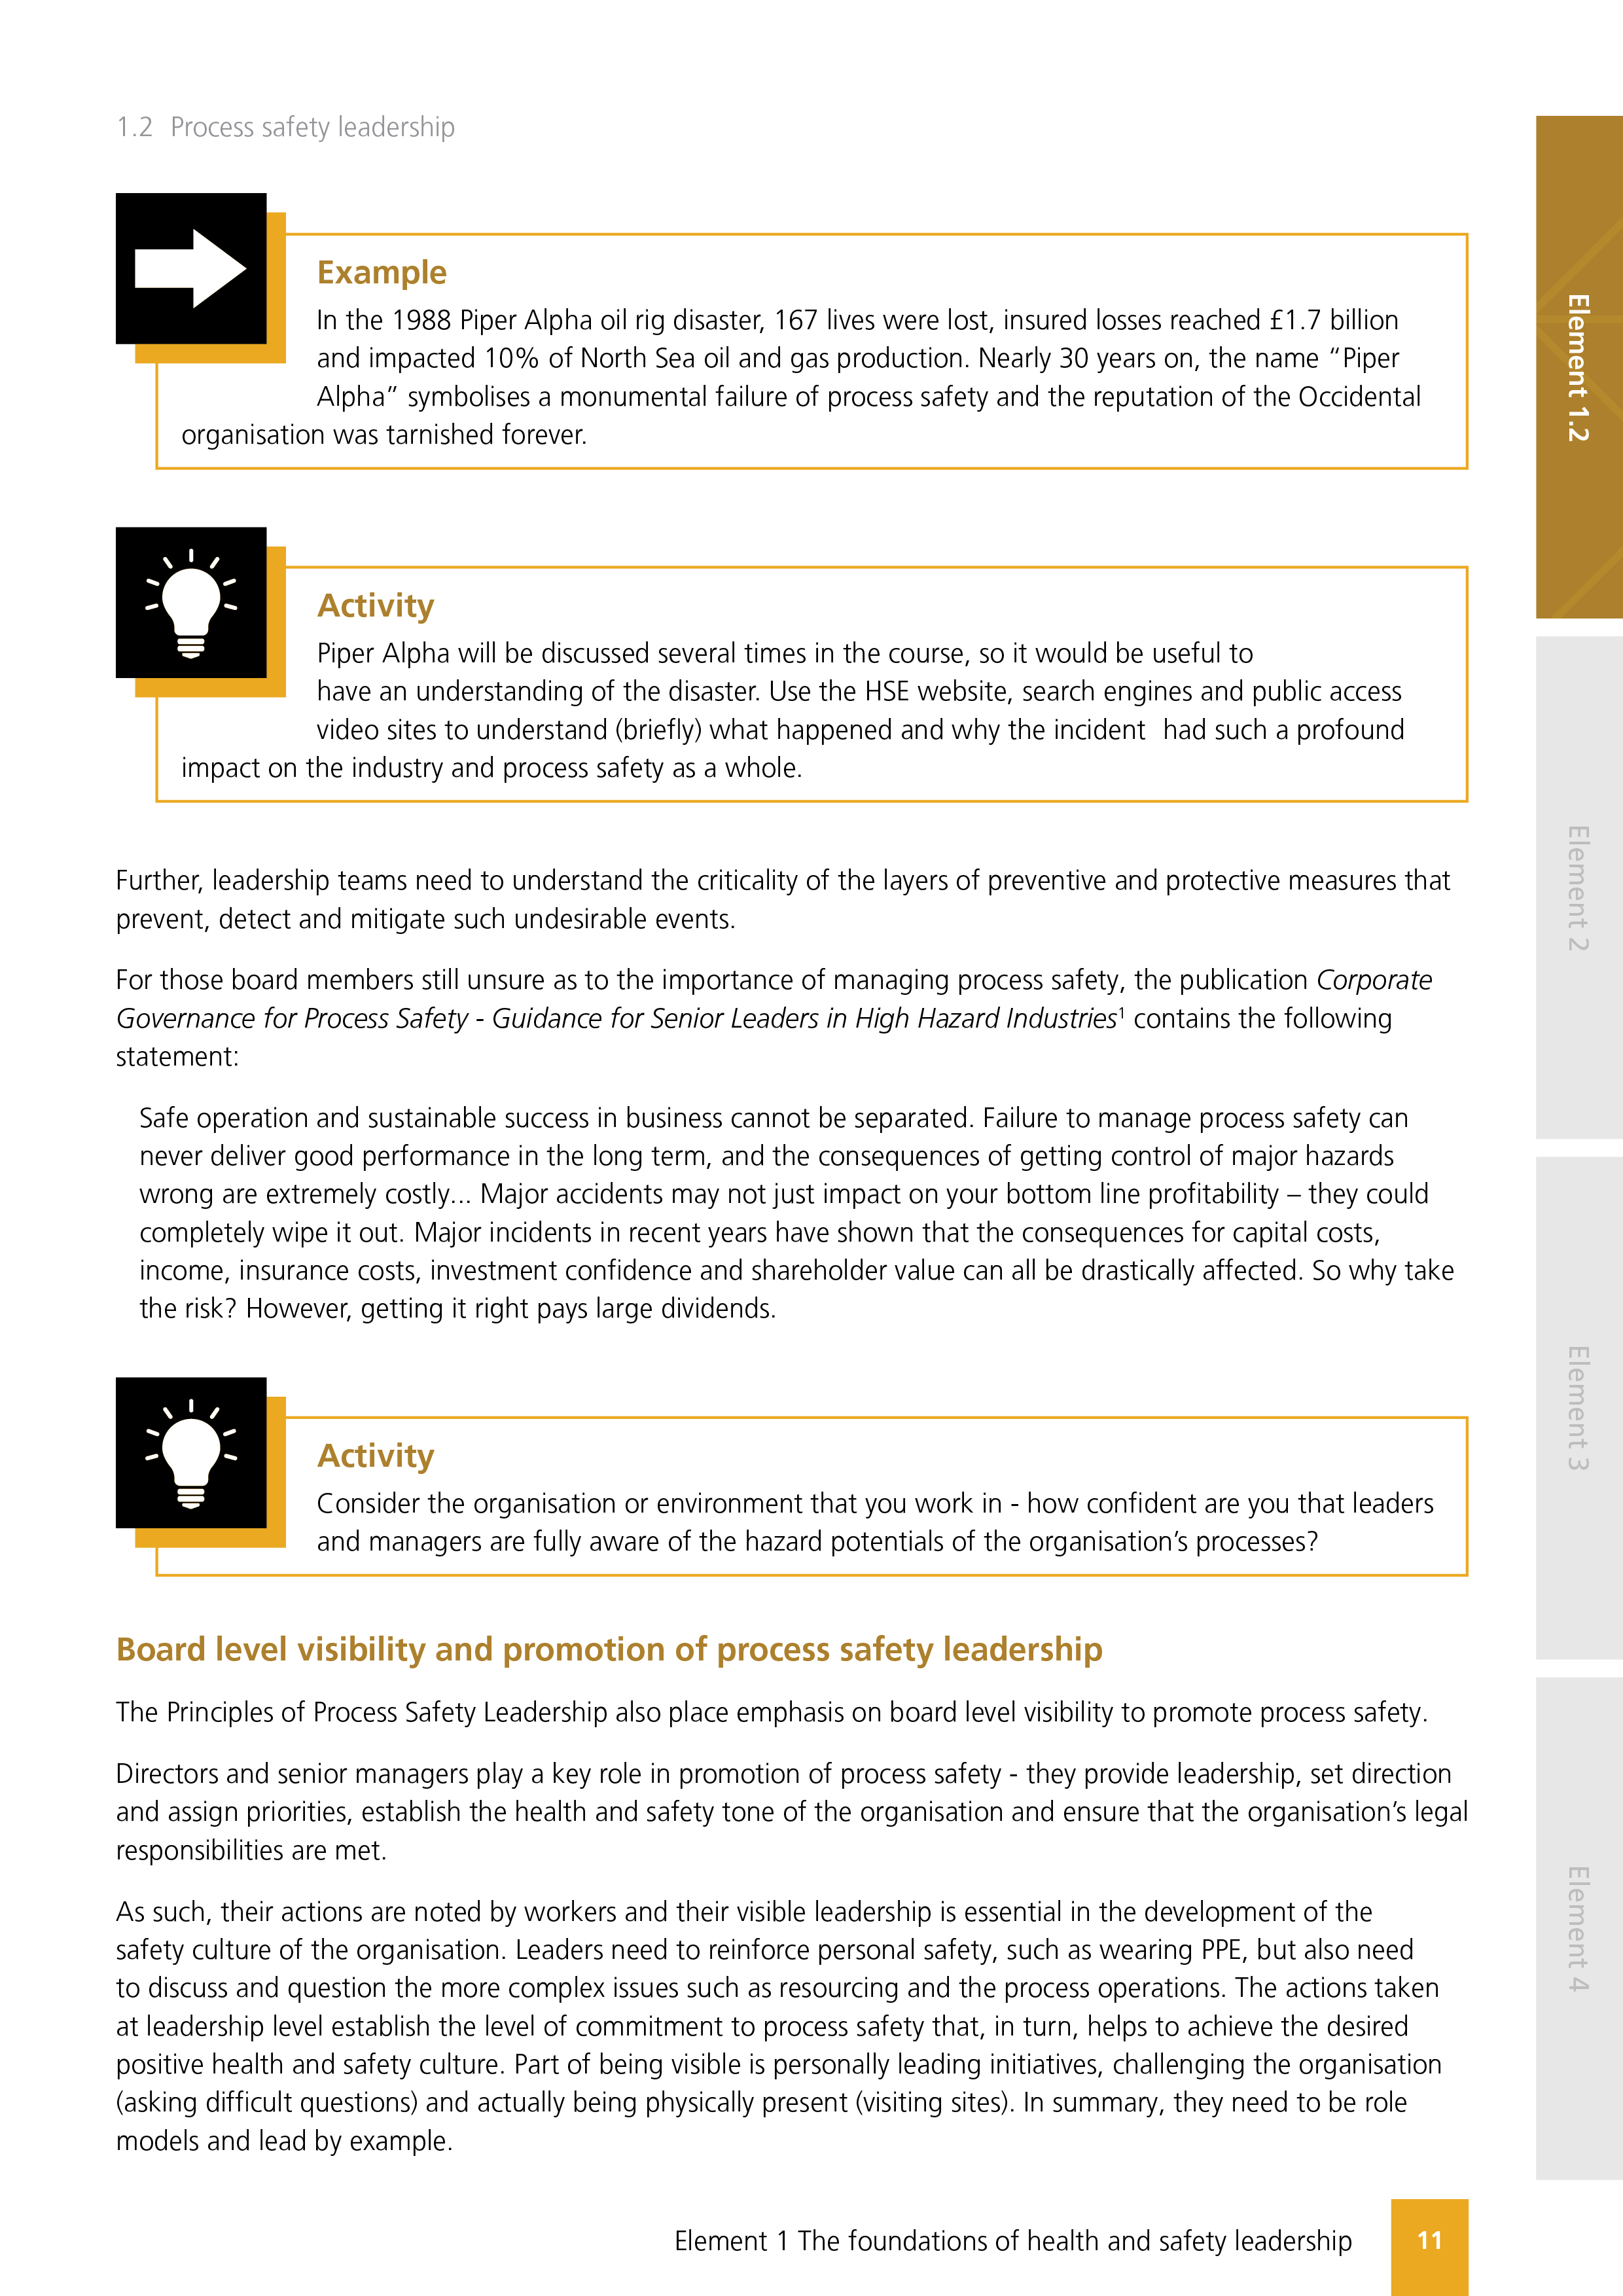 1.2 Process safety leadership
Example
In the 1988 Piper Alpha oil rig disaster, 167 lives were lost, insured losses reached £1.7 billion
and impacted 10% of North Sea oil and gas production. Nearly 30 years on, the name “Piper
Alpha” symbolises a monumental failure of process safety and the reputation of the Occidental
organisation was tarnished forever.
Activity
Piper Alpha will be discussed several times in the course, so it would be useful to
have an understanding of the disaster. Use the HSE website, search engines and public access
video sites to understand (briefly) what happened and why the incident  had such a profound
impact on the industry and process safety as a whole.
Further, leadership teams need to understand the criticality of the layers of preventive and protective measures that
prevent, detect and mitigate such undesirable events.
For those board members still unsure as to the importance of managing process safety, the publication Corporate
Governance for Process Safety - Guidance for Senior Leaders in High Hazard Industries¹ contains the following
statement:
Safe operation and sustainable success in business cannot be separated. Failure to manage process safety can
never deliver good performance in the long term, and the consequences of getting control of major hazards
wrong are extremely costly... Major accidents may not just impact on your bottom line profitability – they could
completely wipe it out. Major incidents in recent years have shown that the consequences for capital costs,
income, insurance costs, investment confidence and shareholder value can all be drastically affected. So why take
the risk? However, getting it right pays large dividends.
Activity
Consider the organisation or environment that you work in - how confident are you that leaders
and managers are fully aware of the hazard potentials of the organisation’s processes?
Board level visibility and promotion of process safety leadership
The Principles of Process Safety Leadership also place emphasis on board level visibility to promote process safety.
Directors and senior managers play a key role in promotion of process safety - they provide leadership, set direction
and assign priorities, establish the health and safety tone of the organisation and ensure that the organisation’s legal
responsibilities are met.
As such, their actions are noted by workers and their visible leadership is essential in the development of the
safety culture of the organisation. Leaders need to reinforce personal safety, such as wearing PPE, but also need
to discuss and question the more complex issues such as resourcing and the process operations. The actions taken
at leadership level establish the level of commitment to process safety that, in turn, helps to achieve the desired
positive health and safety culture. Part of being visible is personally leading initiatives, challenging the organisation
(asking difficult questions) and actually being physically present (visiting sites). In summary, they need to be role
models and lead by example.
Element 1 The foundations of health and safety leadership
11
Element 1.2
Element 2
Element 3
Element 4